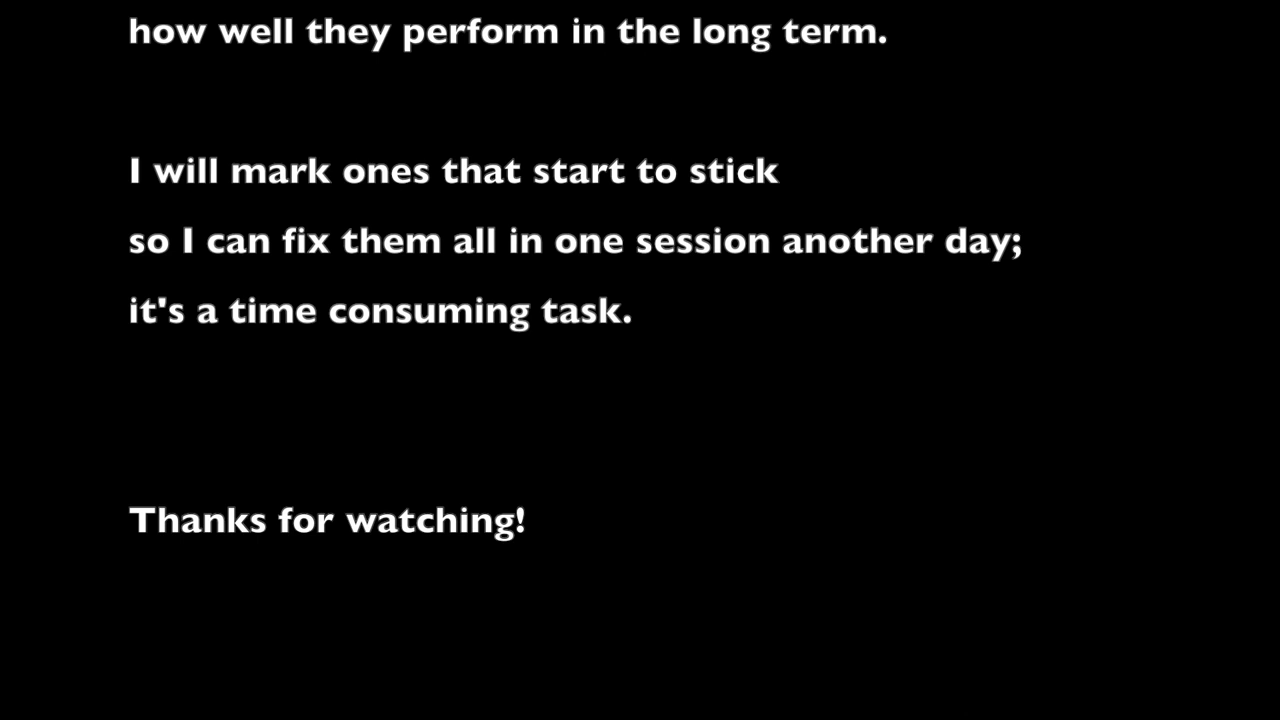 how well they perform in the long term.
I will mark ones that start to stick
so I can fix them all in one session another day;
it's a time consuming task.
Thanks for watching!